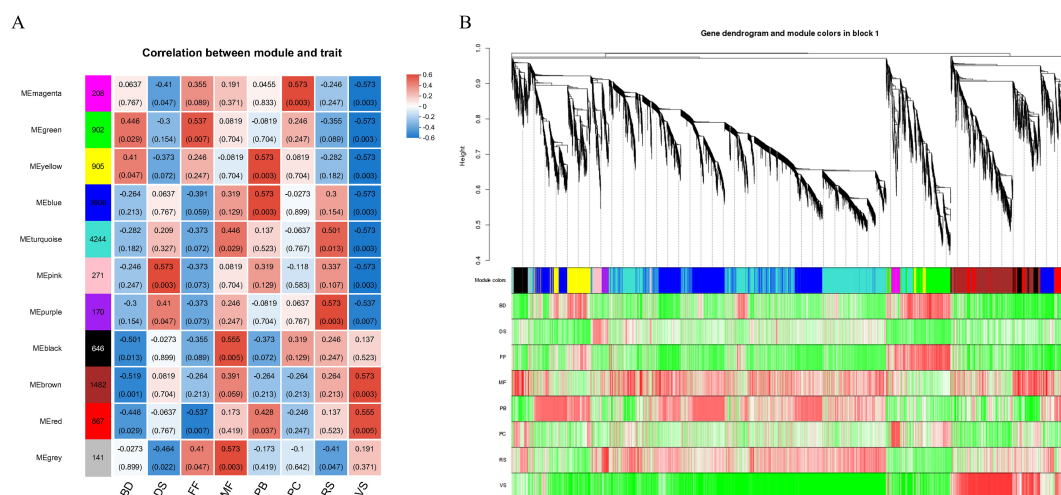 A
B
Correlation between module and trait
MEmagenta 208 0.0637 -0.41 0.355 0.191 0.0455 0.573 -0.246 -0.573
(0.767) (0.047) (0.089) (0.371) (0.833) (0.003) (0.247) (0.003)
MEgreen 902 0.446 -0.3 0.537 -0.0819 -0.0819 0.246 -0.355 -0.573
(0.029) (0.154) (0.007) (0.704) (0.704) (0.247) (0.089) (0.003)
MEyellow 905 0.41 -0.373 0.246 -0.0819 0.573 0.0819 -0.282 -0.573
(0.047) (0.072) (0.247) (0.704) (0.003) (0.704) (0.182) (0.003)
MEblue -0.264 0.0637 -0.391 0.319 0.573 -0.0273 0.3 -0.573
(0.213) (0.767) (0.059) (0.129) (0.003) (0.899) (0.154) (0.003)
MEturquoise 4244 -0.282 0.209 -0.373 0.446 0.137 -0.0637 0.501 -0.573
(0.182) (0.327) (0.072) (0.029) (0.523) (0.767) (0.013) (0.003)
MEpink 271 -0.246 0.573 -0.373 0.0819 0.319 -0.118 0.337 -0.573
(0.247) (0.003) (0.073) (0.704) (0.129) (0.583) (0.107) (0.003)
MEpurple 170 -0.3 0.41 -0.373 0.246 -0.0819 0.0637 0.573 -0.537
(0.154) (0.047) (0.073) (0.247) (0.704) (0.767) (0.003) (0.007)
MEblack 646 -0.501 -0.0273 -0.355 0.555 -0.373 0.319 0.246 0.137
(0.013) (0.899) (0.089) (0.005) (0.072) (0.129) (0.247) (0.523)
MEbrown 1482 -0.519 0.0819 -0.264 0.391 -0.264 -0.264 0.264 0.573
(0.001) (0.704) (0.213) (0.059) (0.213) (0.213) (0.213) (0.003)
MEred 667 -0.446 -0.0637 -0.537 0.173 0.428 -0.246 0.137 0.555
(0.029) (0.767) (0.007) (0.419) (0.037) (0.247) (0.523) (0.005)
MEgrey 141 -0.0273 -0.464 0.41 0.573 -0.173 -0.1 -0.41 0.191
(0.899) (0.022) (0.047) (0.003) (0.419) (0.642) (0.047) (0.371)
BD DS FF MF PB PC RS VS
0.6
0.4
0.2
0
-0.2
-0.4
-0.6
Gene dendrogram and module colors in block 1
Height
1.0
0.9
0.8
0.7
0.6
0.5
0.4
Module colors
BD
DS
FF
MF
PB
PC
RS
VS